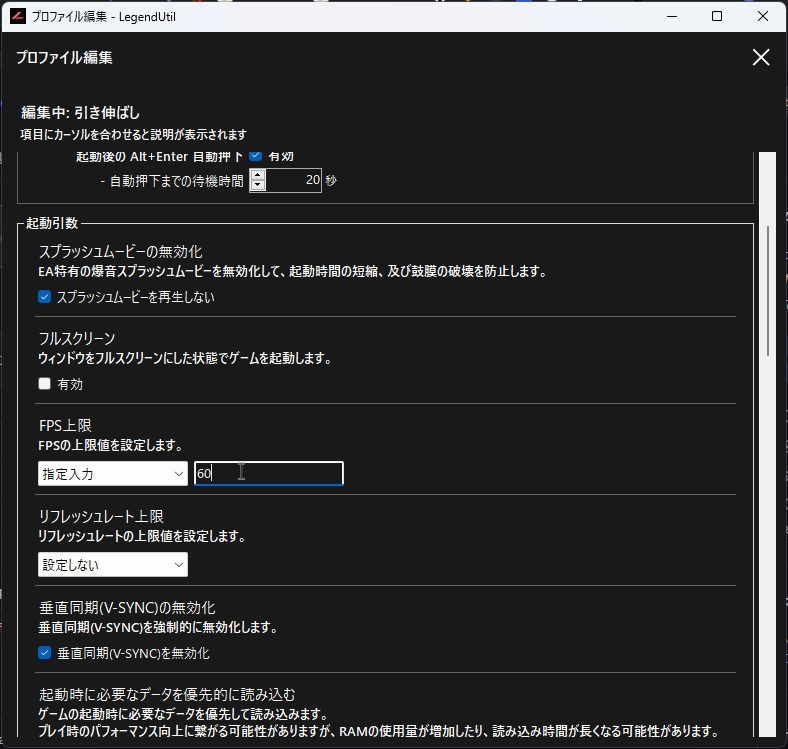 プロファイル編集 - LegendUtil
プロファイル編集
編集中: 引き伸ばし
項目にカーソルを合わせると説明が表示されます
起動後の Alt+Enter 自動押下 有効
- 自動押下までの待機時間 20 秒
起動引数
スプラッシュムービーの無効化
EA特有の爆音スプラッシュムービーを無効化して、起動時間の短縮、及び鼓膜の破壊を防止します。
スプラッシュムービーを再生しない
フルスクリーン
ウィンドウをフルスクリーンにした状態でゲームを起動します。
有効
FPS上限
FPSの上限値を設定します。
指定入力 60
リフレッシュレート上限
リフレッシュレートの上限値を設定します。
設定しない
垂直同期(V-SYNC)の無効化
垂直同期(V-SYNC)を強制的に無効化します。
垂直同期(V-SYNC)を無効化
起動時に必要なデータを優先的に読み込む
ゲームの起動時に必要なデータを優先して読み込みます。
プレイ時のパフォーマンス向上に繋がる可能性がありますが、RAMの使用量が増加したり、読み込み時間が長くなる可能性があります。